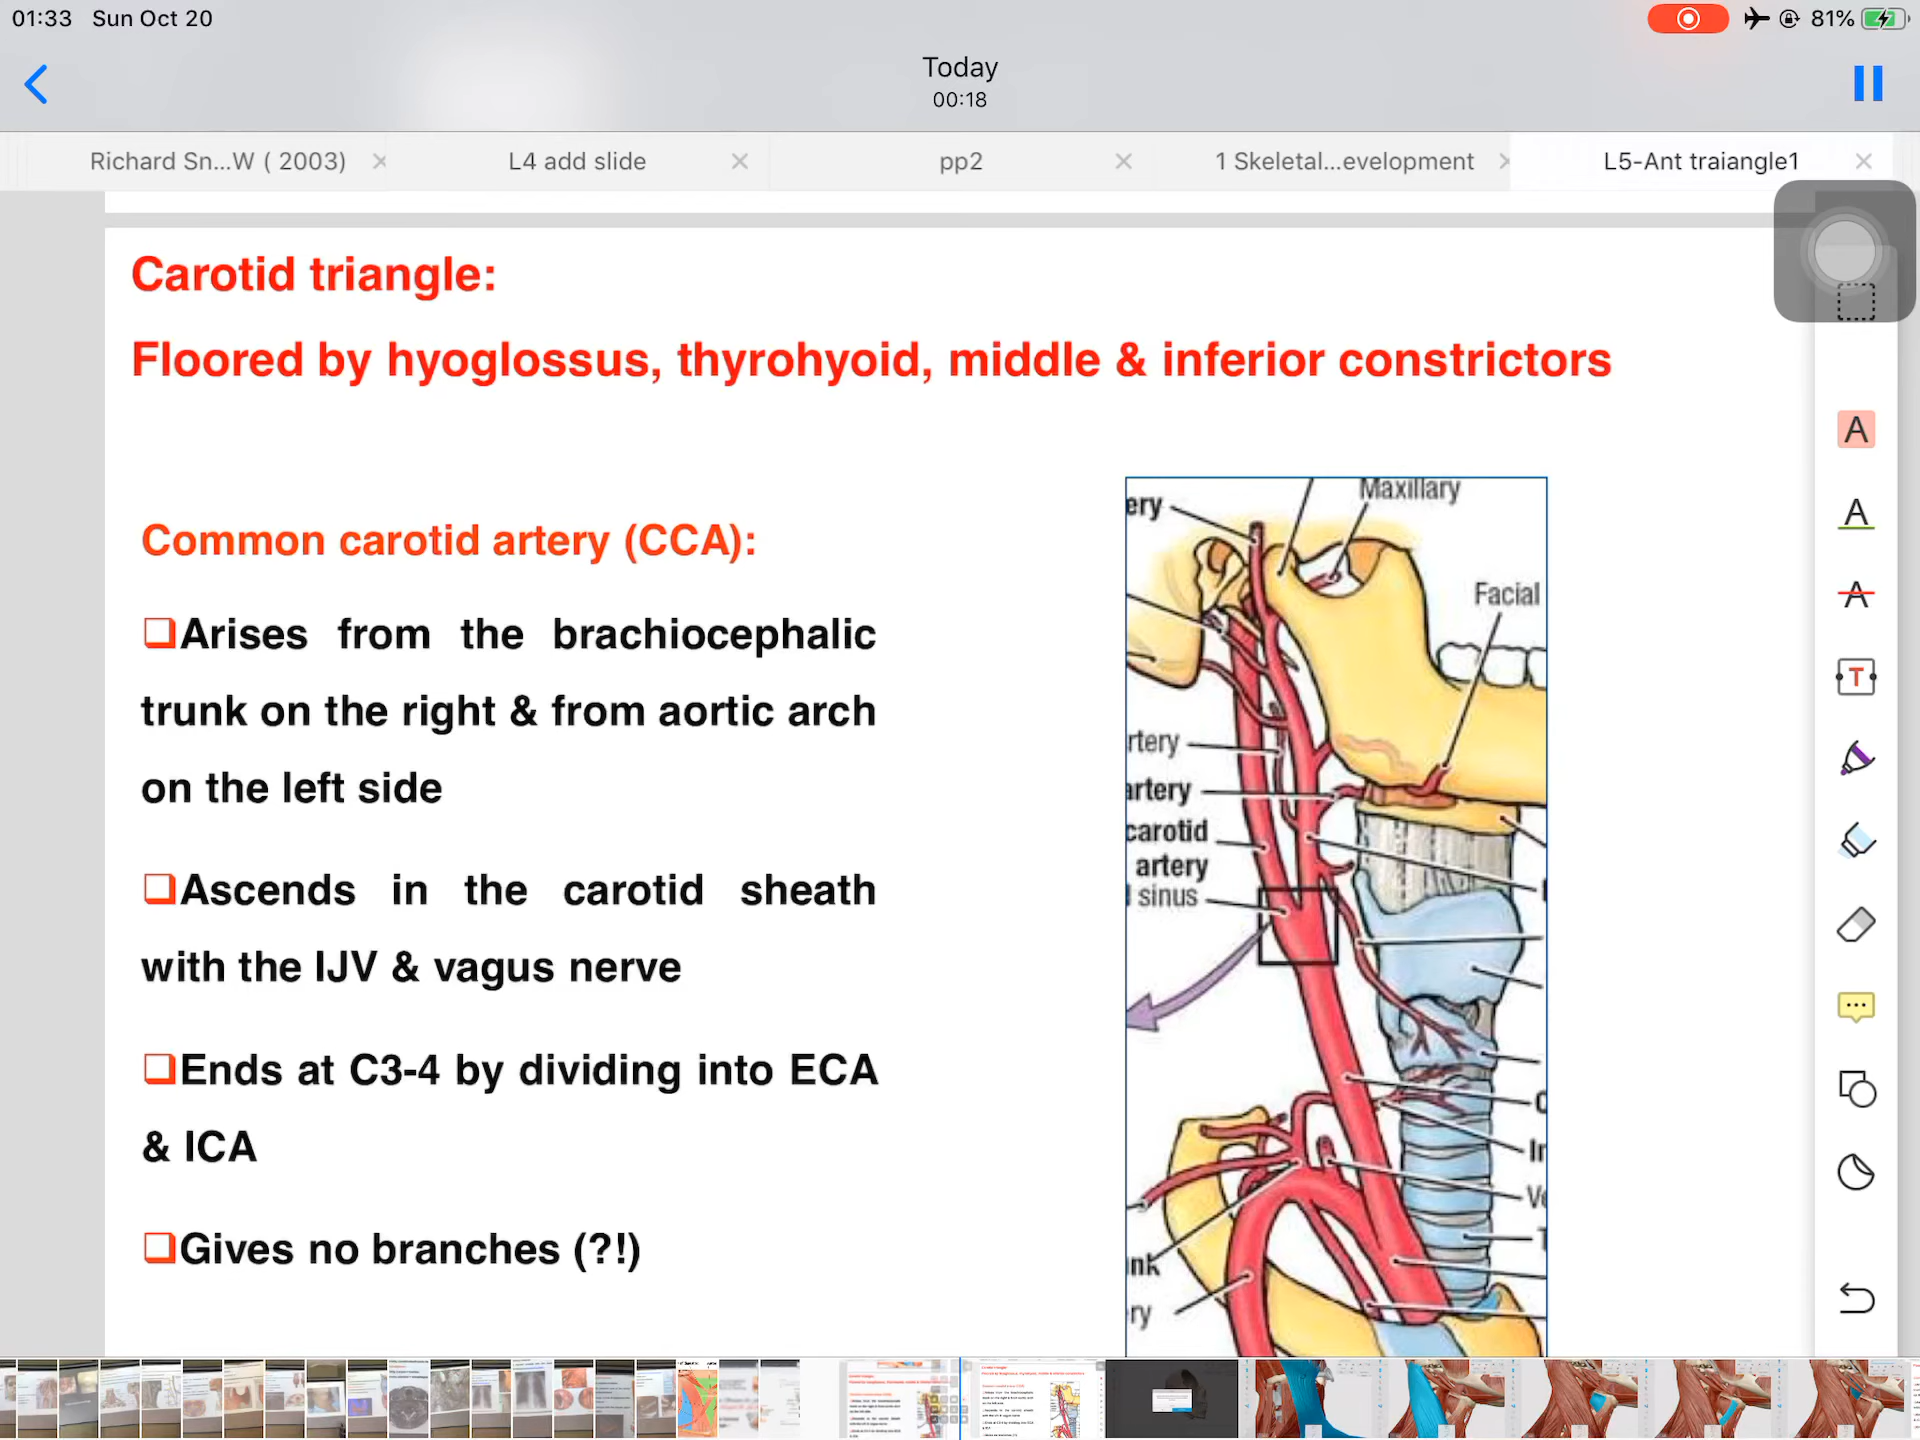 01:33 Sun Oct 20
81%
Today
00:18
Richard Sn...W ( 2003)
L4 add slide
pp2
1 Skeletal...evelopment
L5-Ant traiangle1
Carotid triangle:
Floored by hyoglossus, thyrohyoid, middle & inferior constrictors
Common carotid artery (CCA):
Arises from the brachiocephalic
trunk on the right & from aortic arch
on the left side
Ascends in the carotid sheath
with the IJV & vagus nerve
Ends at C3-4 by dividing into ECA
& ICA
Gives no branches (?!)
ery
Maxillary
Facial
rtery
artery
carotid
artery
sinus
In
Ve
nk
ry
A
A
A
T